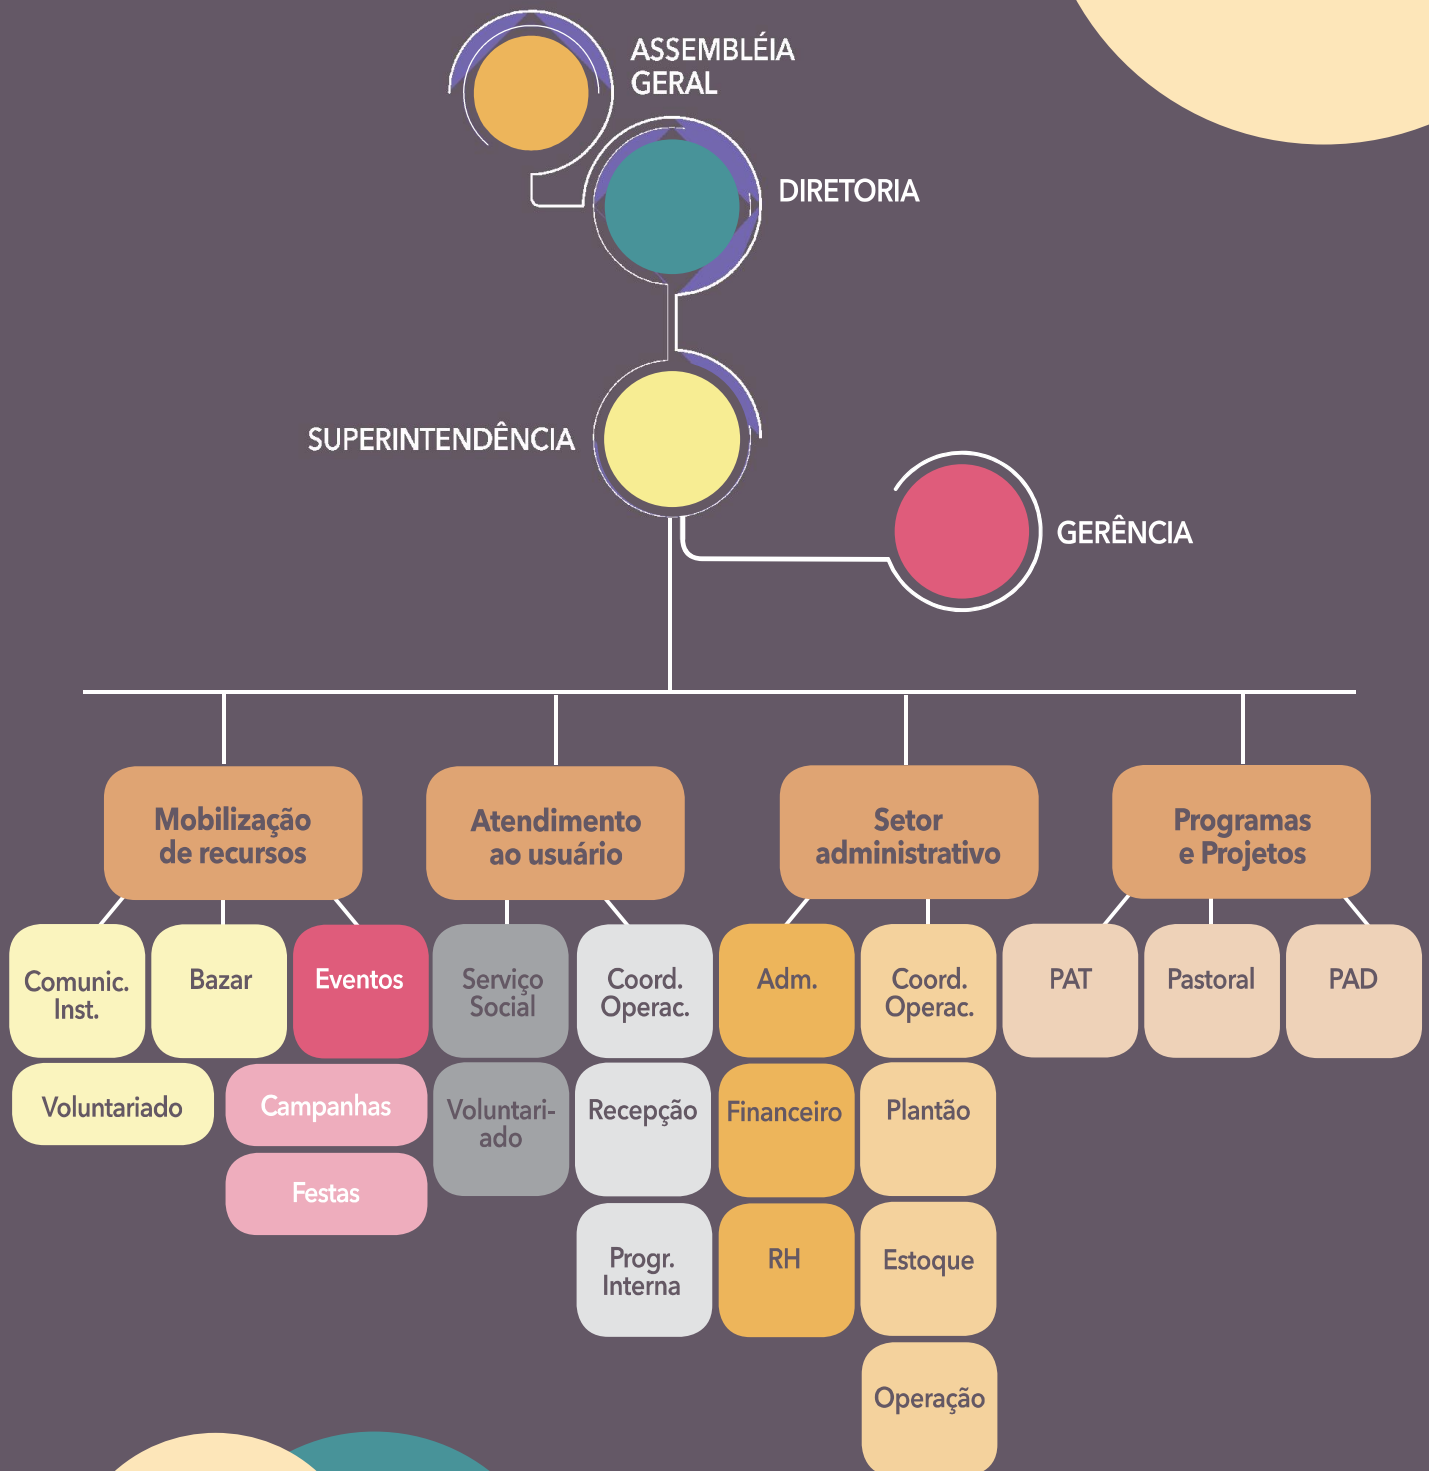 ASSEMBLÉIA
GERAL
DIRETORIA
SUPERINTENDÊNCIA
GERÊNCIA
Mobilização
de recursos
Atendimento
ao usuário
Setor
administrativo
Programas
e Projetos
Comunic.
Inst.
Bazar
Eventos
Serviço
Social
Coord.
Operac.
Adm.
Coord.
Operac.
PAT
Pastoral
PAD
Voluntariado
Campanhas
Festas
Voluntari-
ado
Recepção
Financeiro
Plantão
Progr.
Interna
RH
Estoque
Operação